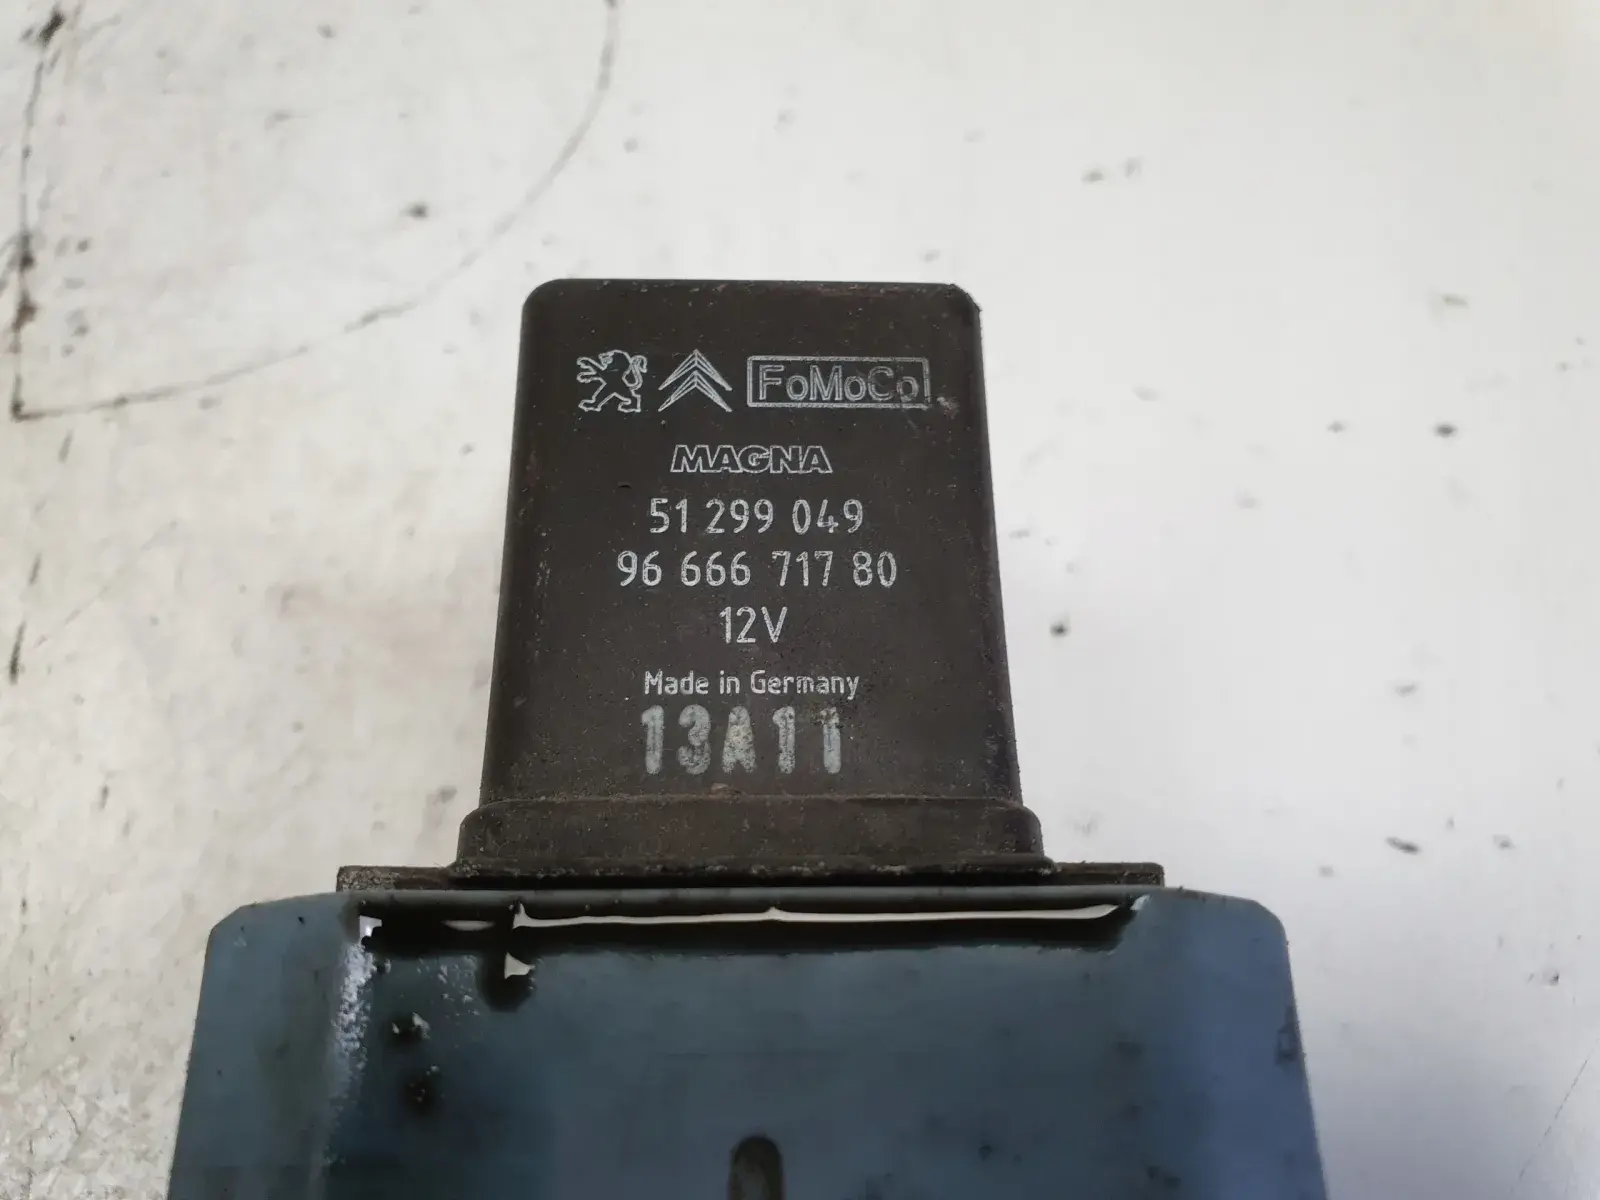 FoMoCo
MAGNA
51 299 049
96 666 717 80
12V
Made in Germany
13A11